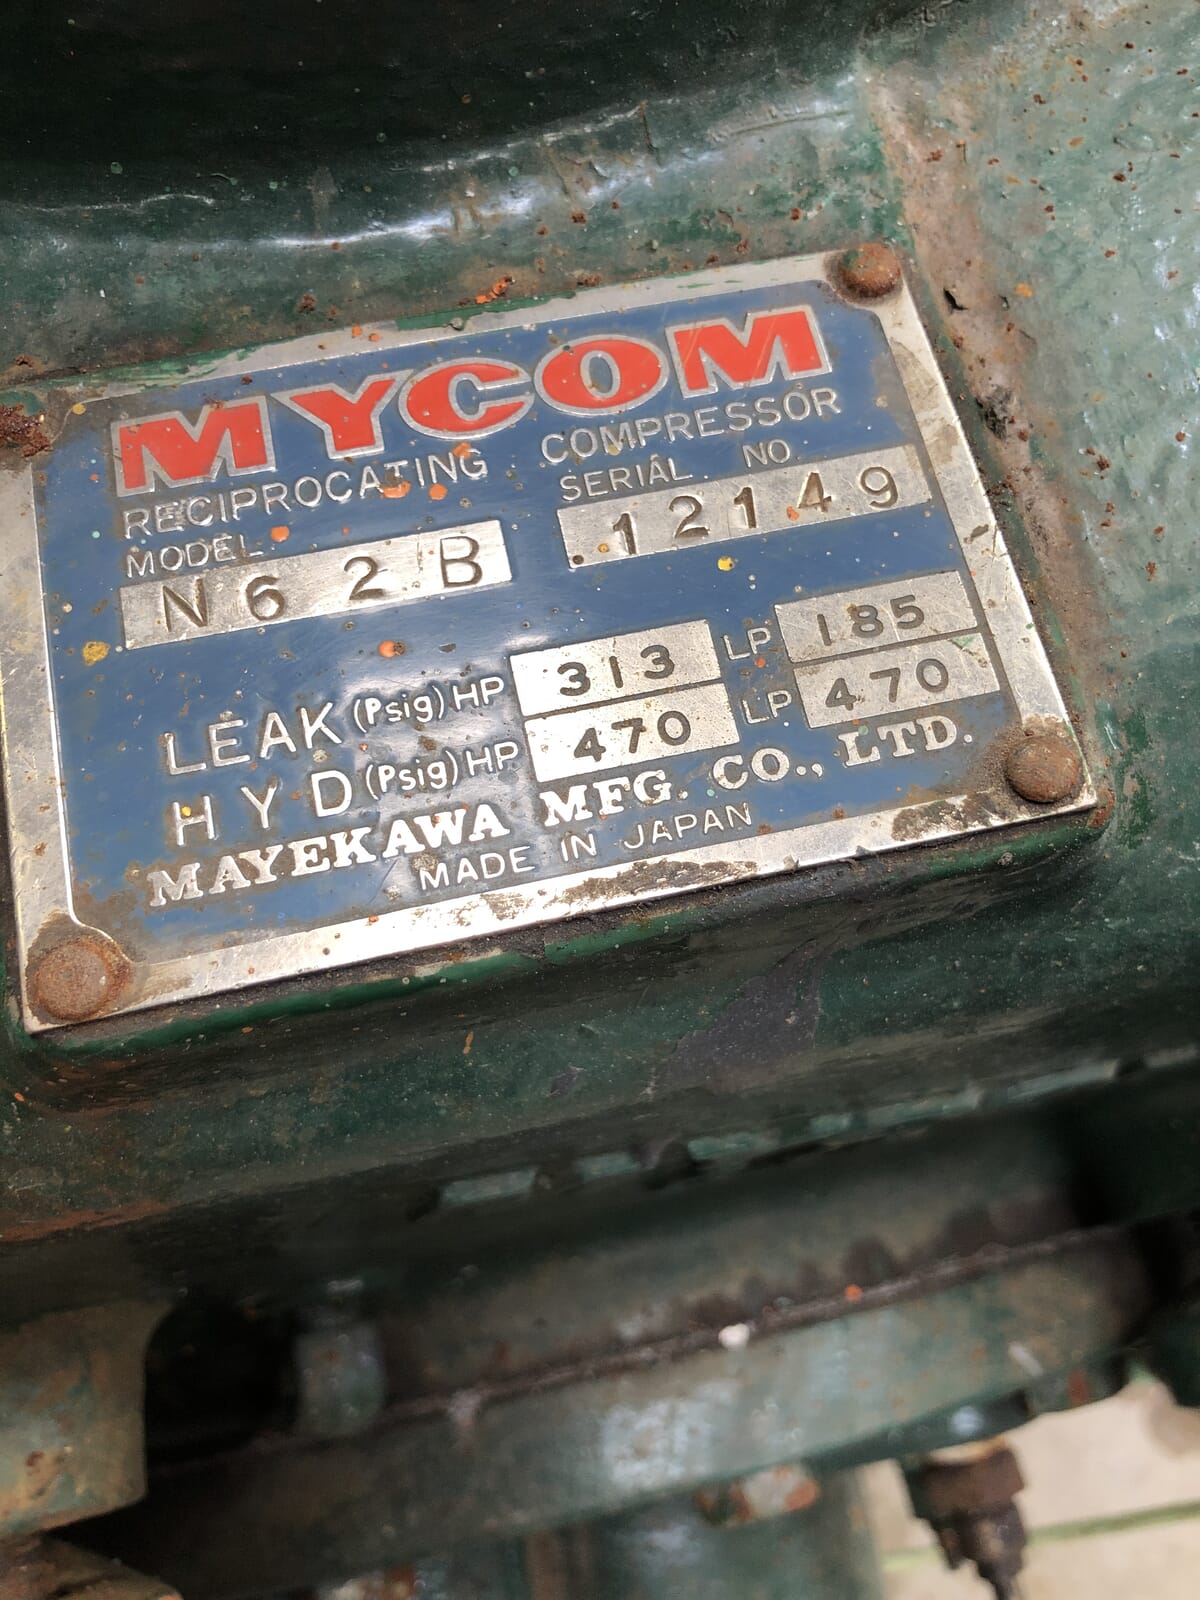 MYCOM
RECIPROCATING COMPRESSOR
MODEL SERIAL NO.
N62B 12149
LEAK (Psig) HP 313 LP 185
HYD (Psig) HP 470 LP 470
MAYEKAWA MFG. CO., LTD.
MADE IN JAPAN